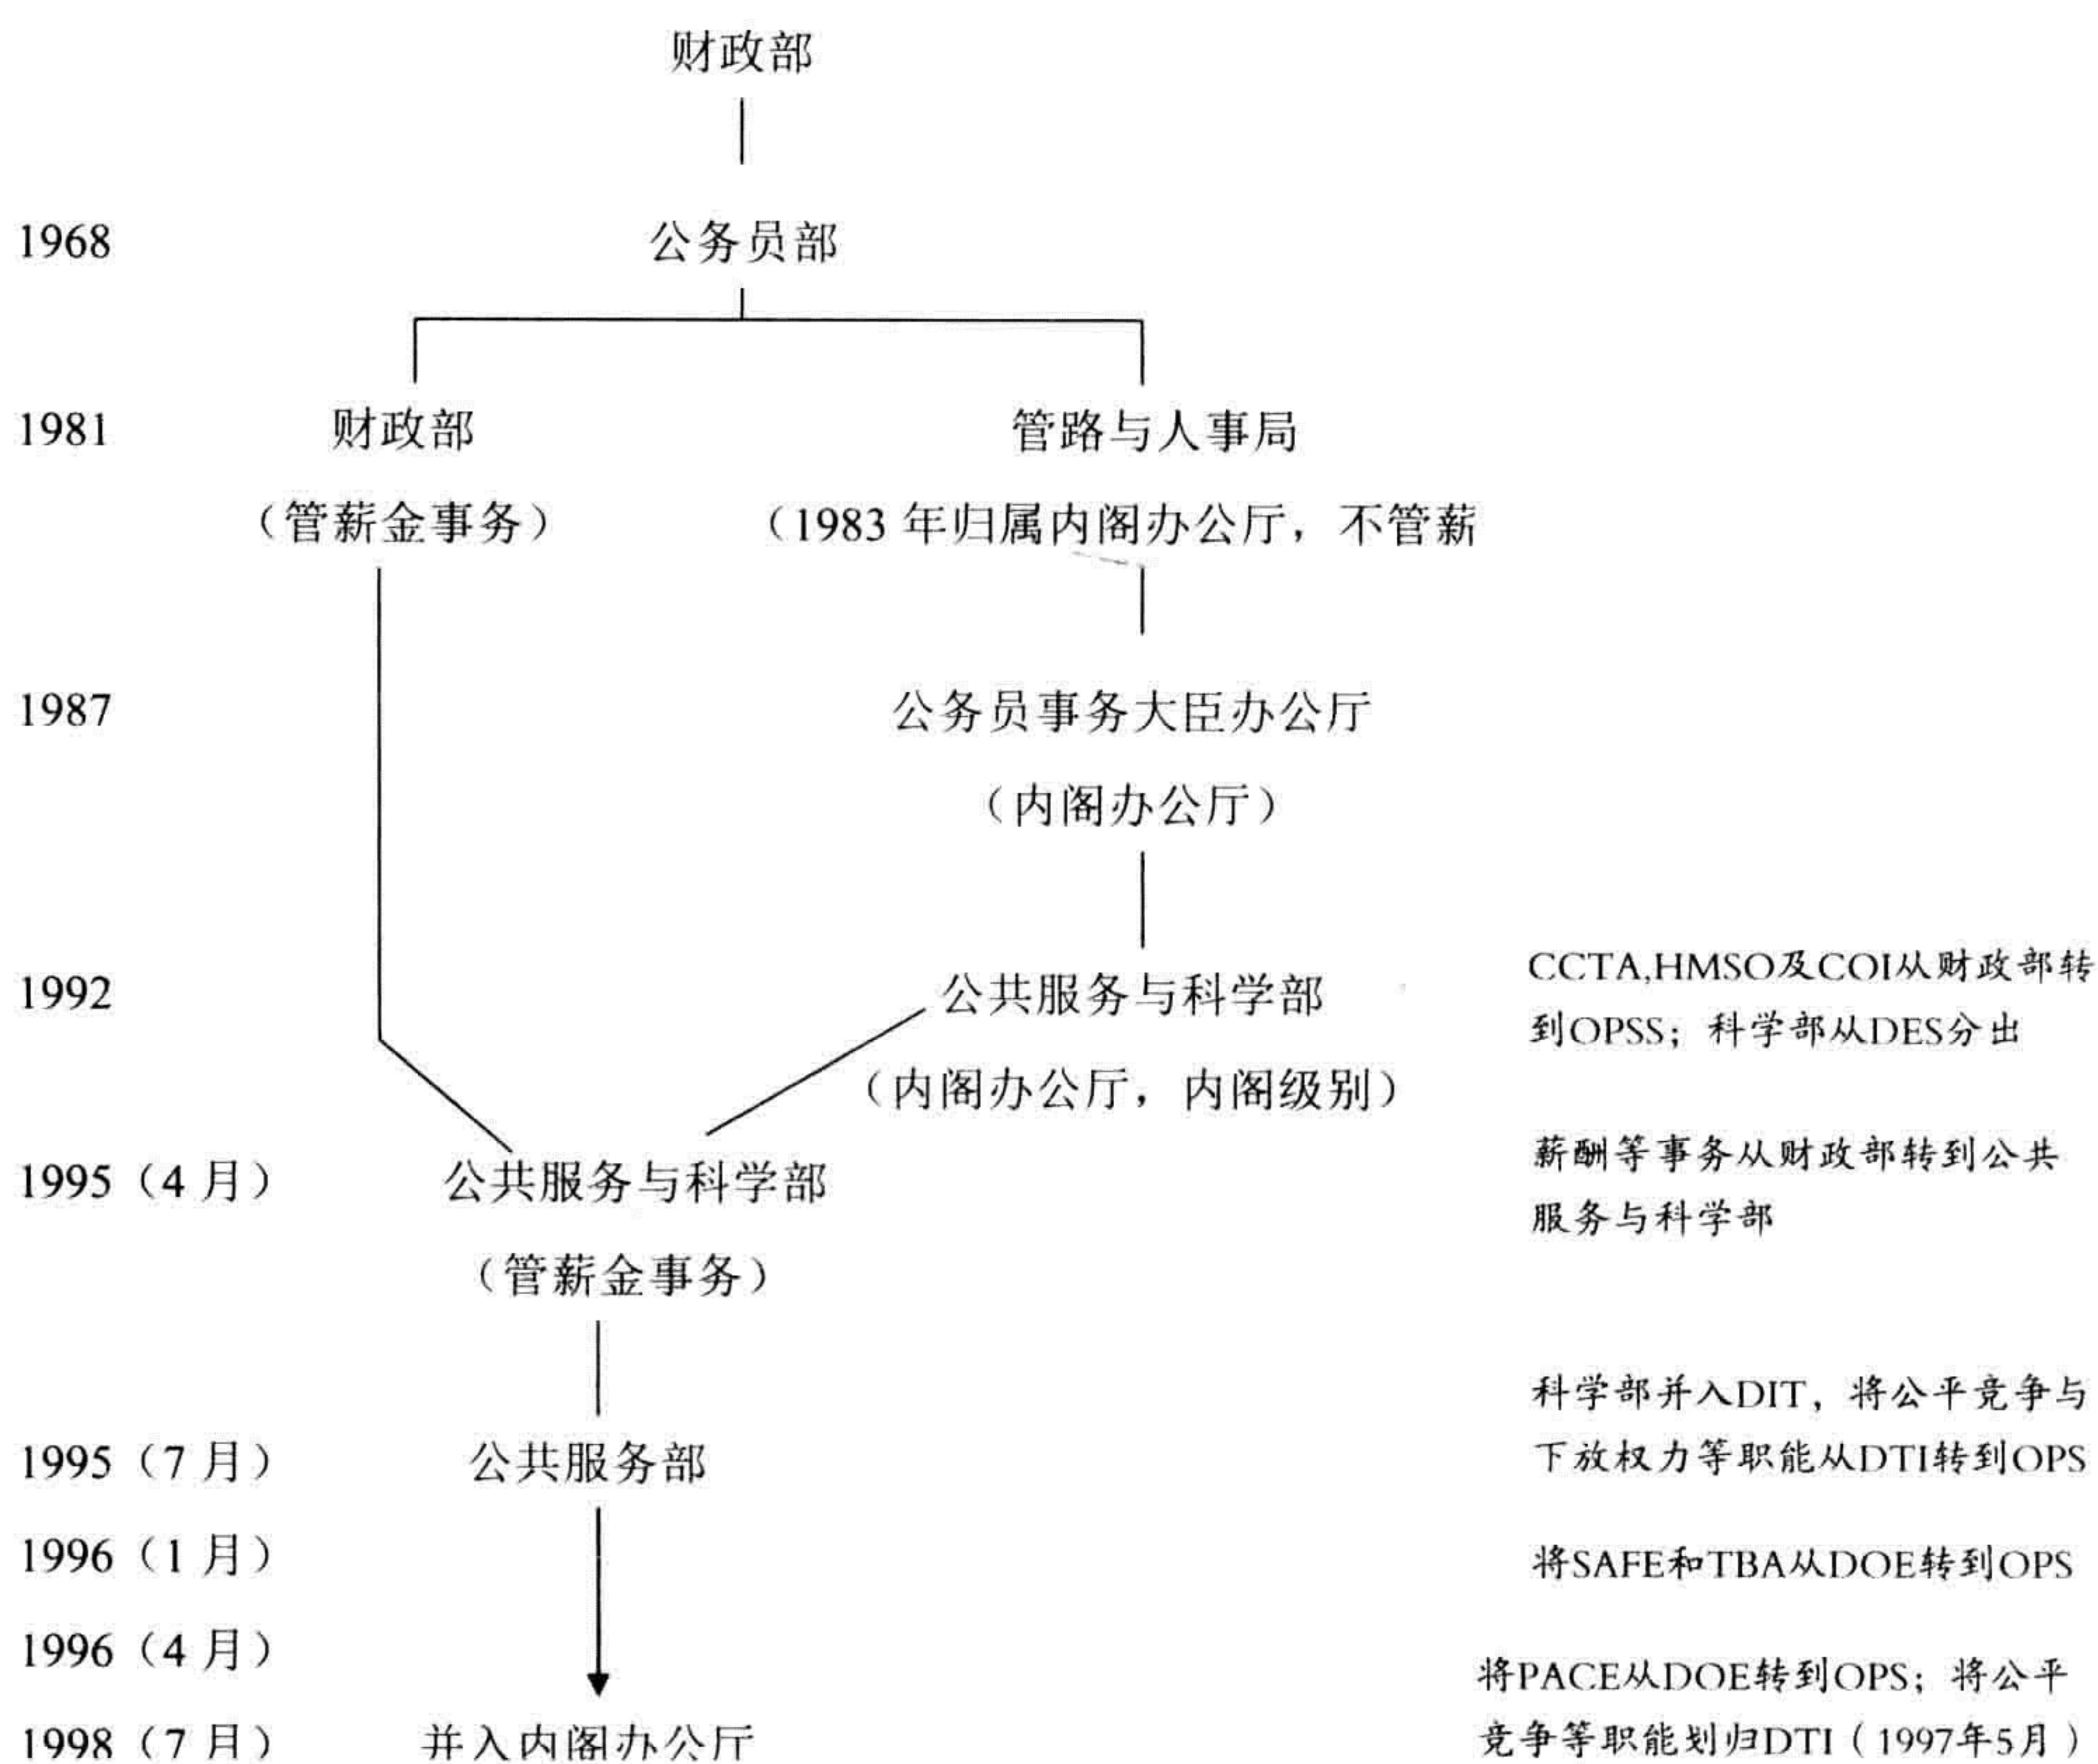 财政部
1968 公务员部
1981 财政部 管路与人事局
（管薪金事务） （1983 年归属内阁办公厅，不管薪
1987 公务员事务大臣办公厅
（内阁办公厅）
1992 公共服务与科学部
CCTA,HMSO及COI从财政部转
到OPSS；科学部从DES分出
（内阁办公厅，内阁级别）
1995（4 月） 公共服务与科学部
薪酬等事务从财政部转到公共
服务与科学部
（管薪金事务）
1995（7 月） 公共服务部
科学部并入DIT，将公平竞争与
下放权力等职能从DTI转到OPS
1996（1 月） 将SAFE和TBA从DOE转到OPS
1996（4 月）
将PACE从DOE转到OPS；将公平
竞争等职能划归DTI（1997年5月）
1998（7 月） 并入内阁办公厅